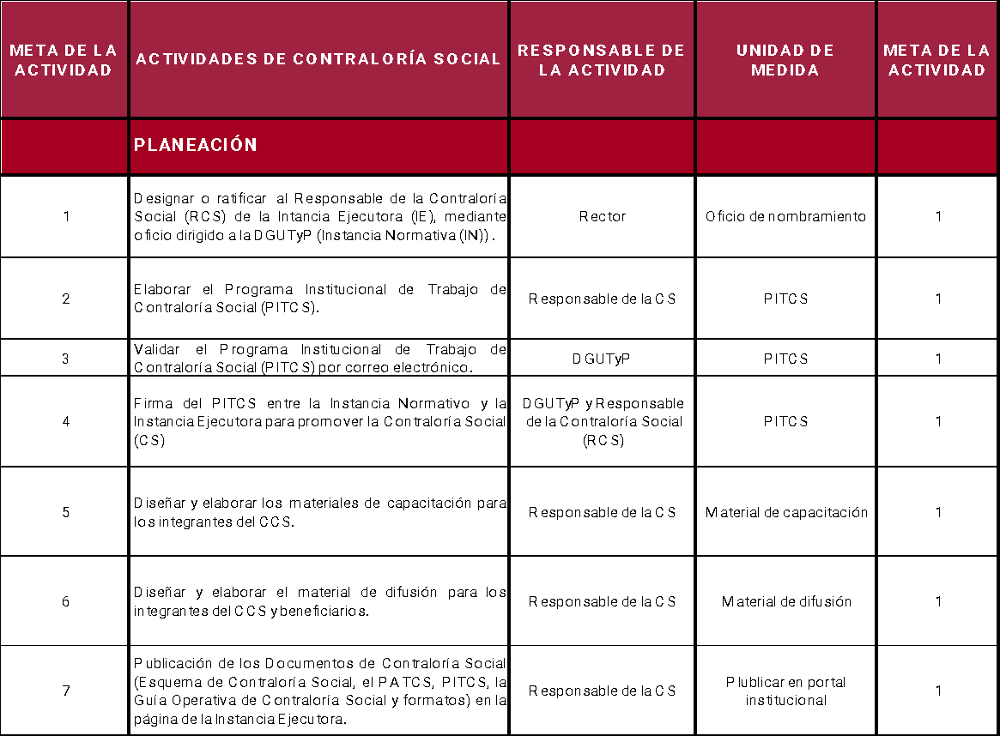 META DE LA
ACTIVIDAD
ACTIVIDADES DE CONTRALORÍA SOCIAL
RESPONSABLE DE
LA ACTIVIDAD
UNIDAD DE
MEDIDA
META DE LA
ACTIVIDAD
PLANEACIÓN
1
Designar o ratificar al Responsable de la Contraloría
Social (RCS) de la Intancia Ejecutora (IE), mediante
oficio dirigido a la DGUTyP (Instancia Normativa (IN)).
Rector
Oficio de nombramiento
1
2
Elaborar el Programa Institucional de Trabajo de
Contraloría Social (PITCS).
Responsable de la CS
PITCS
1
3
Validar el Programa Institucional de Trabajo de
Contraloría Social (PITCS) por correo electrónico.
DGUTyP
PITCS
1
4
Firma del PITCS entre la Instancia Normativo y la
Instancia Ejecutora para promover la Contraloría Social
(CS)
DGUTyP y Responsable
de la Contraloría Social
(RCS)
PITCS
1
5
Diseñar y elaborar los materiales de capacitación para
los integrantes del CCS.
Responsable de la CS
Material de capacitación
1
6
Diseñar y elaborar el material de difusión para los
integrantes del CCS y beneficiarios.
Responsable de la CS
Material de difusión
1
7
Publicación de los Documentos de Contraloría Social
(Esquema de Contraloría Social, el PATCS, PITCS, la
Guía Operativa de Contraloría Social y formatos) en la
página de la Instancia Ejecutora.
Responsable de la CS
Plublicar en portal
institucional
1